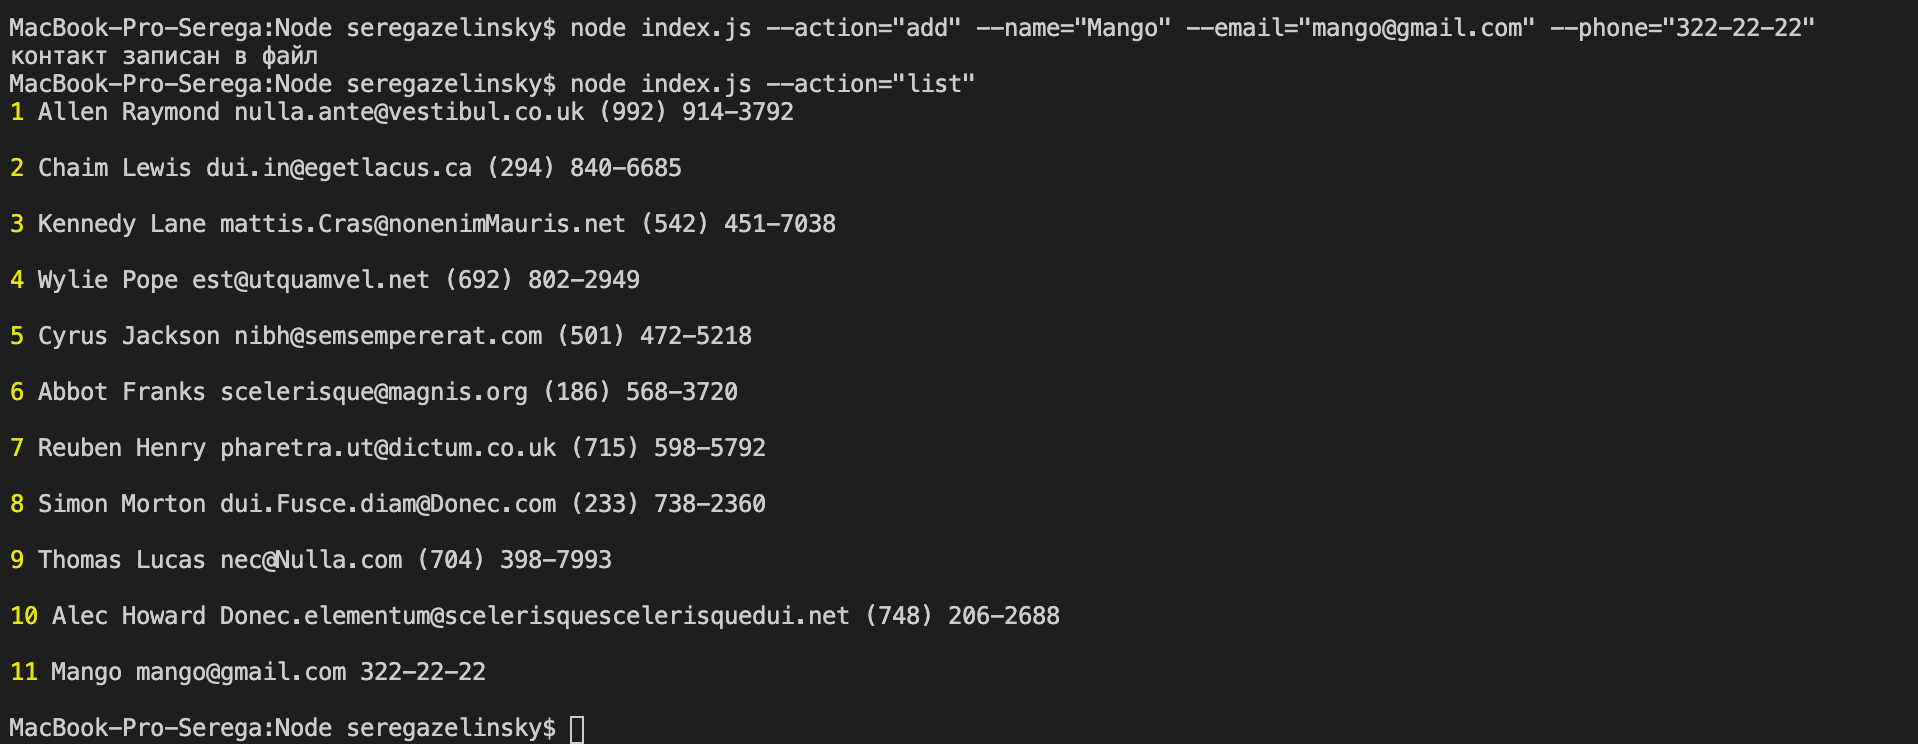 MacBook-Pro-Serega:Node seregazelinsky$ node index.js --action="add" --name="Mango" --email="mango@gmail.com" --phone="322-22-22"
контакт записан в файл
MacBook-Pro-Serega:Node seregazelinsky$ node index.js --action="list"
1 Allen Raymond nulla.ante@vestibul.co.uk (992) 914-3792
2 Chaim Lewis dui.in@egetlacus.ca (294) 840-6685
3 Kennedy Lane mattis.Cras@nonenimMauris.net (542) 451-7038
4 Wylie Pope est@utquamvel.net (692) 802-2949
5 Cyrus Jackson nibh@semsempererat.com (501) 472-5218
6 Abbot Franks scelerisque@magnis.org (186) 568-3720
7 Reuben Henry pharetra.ut@dictum.co.uk (715) 598-5792
8 Simon Morton dui.Fusce.diam@Donec.com (233) 738-2360
9 Thomas Lucas nec@Nulla.com (704) 398-7993
10 Alec Howard Donec.elementum@scelerisquescelerisquedui.net (748) 206-2688
11 Mango mango@gmail.com 322-22-22
MacBook-Pro-Serega:Node seregazelinsky$